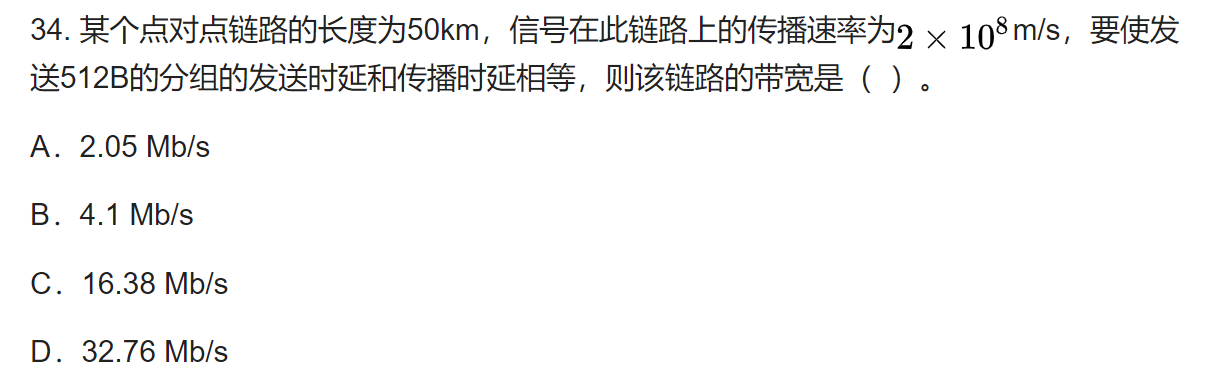 34. 某个点对点链路的长度为50km，信号在此链路上的传播速率为2 × 10⁸m/s，要使发
送512B的分组的发送时延和传播时延相等，则该链路的带宽是（ ）。
A．2.05 Mb/s
B．4.1 Mb/s
C．16.38 Mb/s
D．32.76 Mb/s